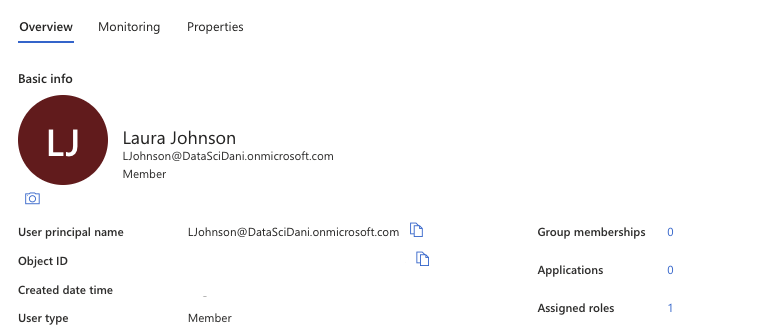 Overview Monitoring Properties
Basic info
LJ
Laura Johnson
LJohnson@DataSciDani.onmicrosoft.com
Member
User principal name LJohnson@DataSciDani.onmicrosoft.com Group memberships 0
Object ID
Applications 0
Created date time
Assigned roles 1
User type Member